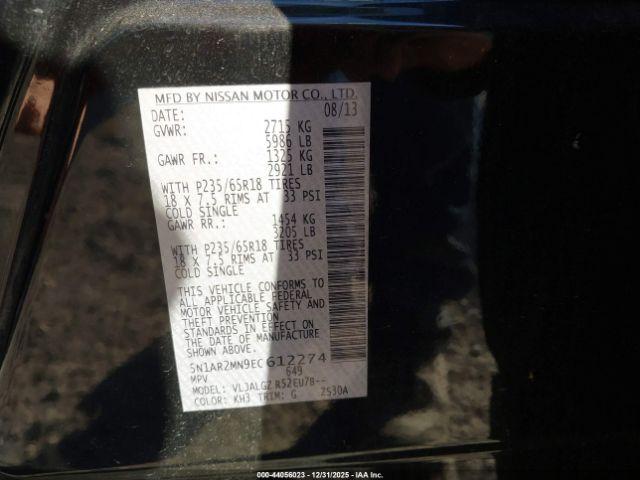 MFD BY NISSAN MOTOR CO., LTD.
DATE: 08/13
GVWR: 2715 KG
5986 LB
GAWR FR.: 1325 KG
2921 LB
WITH P235/65R18 TIRES
18 X 7.5 RIMS AT 33 PSI
COLD SINGLE
GAWR RR.: 1454 KG
3205 LB
WITH P235/65R18 TIRES
18 X 7.5 RIMS AT 33 PSI
COLD SINGLE
THIS VEHICLE CONFORMS TO
ALL APPLICABLE FEDERAL
MOTOR VEHICLE SAFETY AND
THEFT PREVENTION
STANDARDS IN EFFECT ON
THE DATE OF MANUFACTURE
SHOWN ABOVE.
5N1AR2MN9EC612274
MPV 649
MODEL: VLJALGZ R52EU7B--
COLOR: KH3 TRIM: G 2S30A
000-44056023 - 12/31/2025 - IAA Inc.